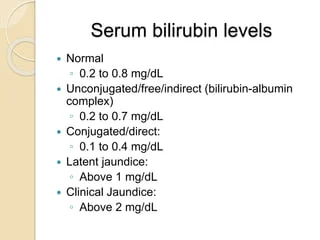 Serum bilirubin levels
Normal
0.2 to 0.8 mg/dL
Unconjugated/free/indirect (bilirubin-albumin
complex)
0.2 to 0.7 mg/dL
Conjugated/direct:
0.1 to 0.4 mg/dL
Latent jaundice:
Above 1 mg/dL
Clinical Jaundice:
Above 2 mg/dL